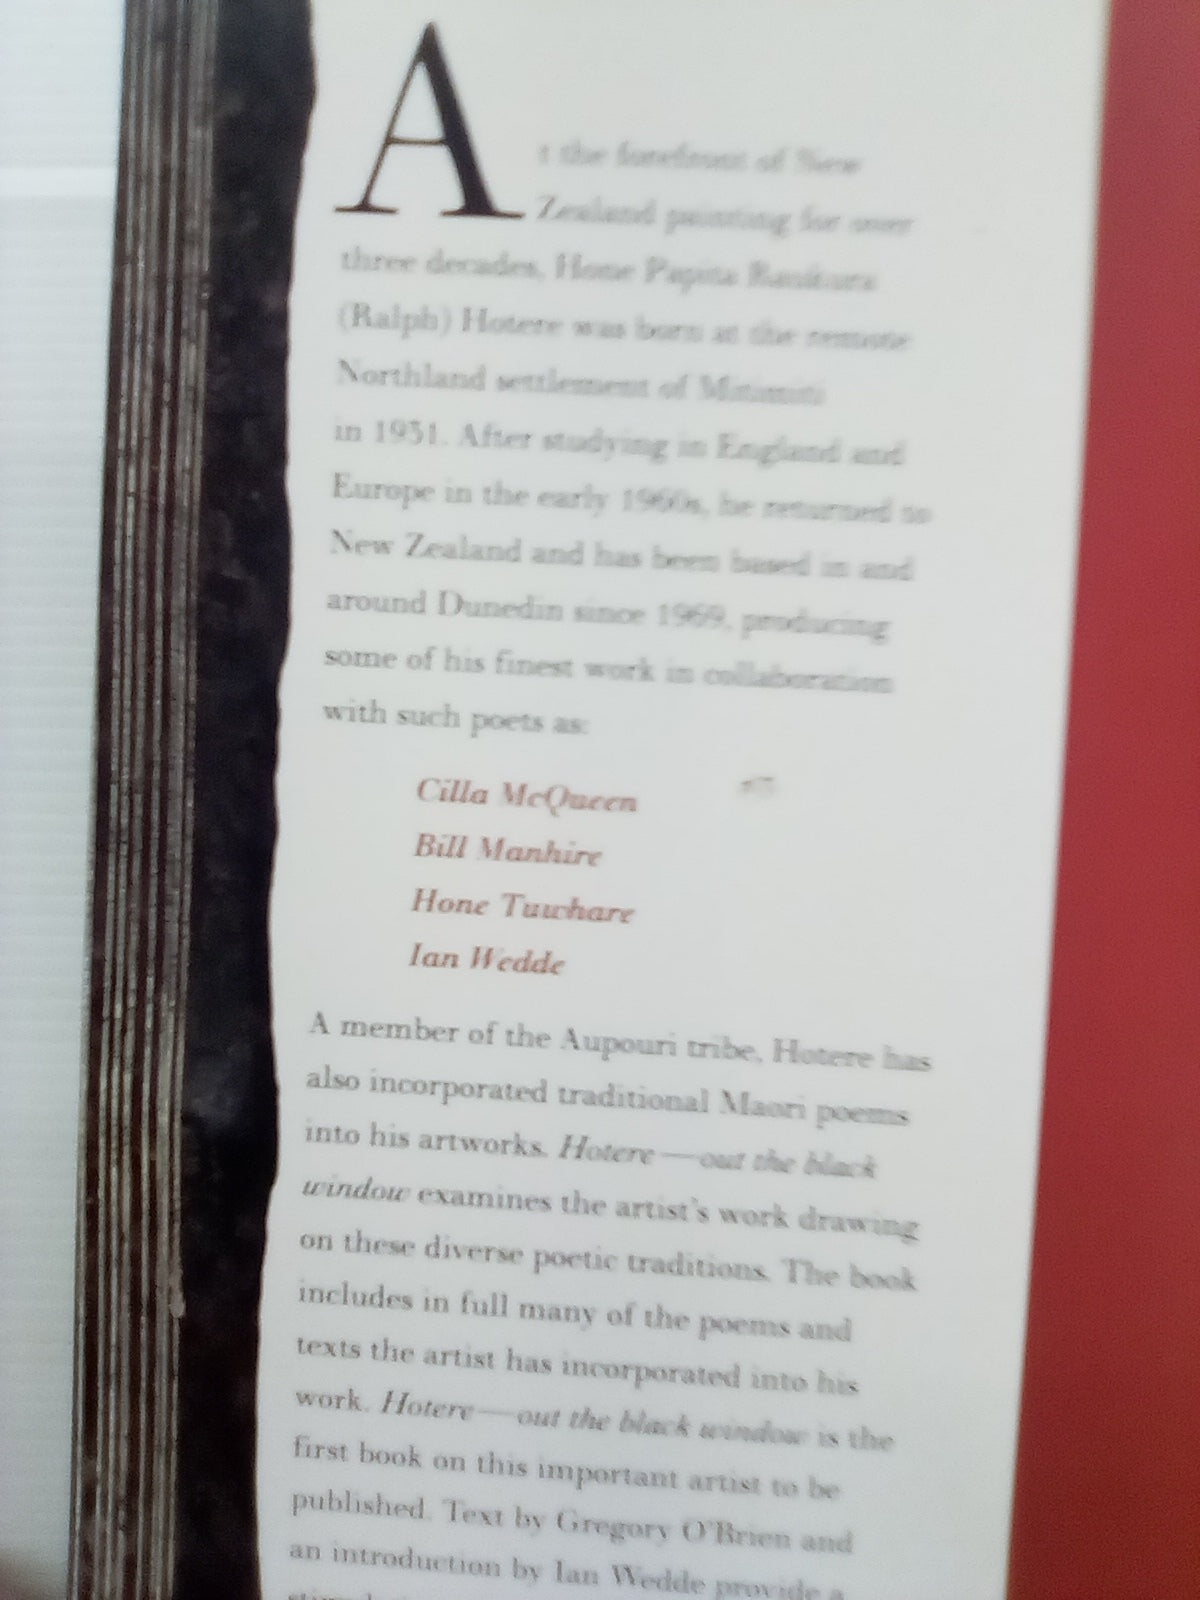 At the forefront of New
Zealand painting for over
three decades, Hone Papita Raukura
(Ralph) Hotere was born at the remote
Northland settlement of Mitimiti
in 1931. After studying in England and
Europe in the early 1960s, he returned to
New Zealand and has been based in and
around Dunedin since 1969, producing
some of his finest work in collaboration
with such poets as:
Cilla McQueen
Bill Manhire
Hone Tuwhare
Ian Wedde
A member of the Aupouri tribe, Hotere has
also incorporated traditional Maori poems
into his artworks. Hotere—out the black
window examines the artist's work drawing
on these diverse poetic traditions. The book
includes in full many of the poems and
texts the artist has incorporated into his
work. Hotere—out the black window is the
first book on this important artist to be
published. Text by Gregory O'Brien and
an introduction by Ian Wedde provide a